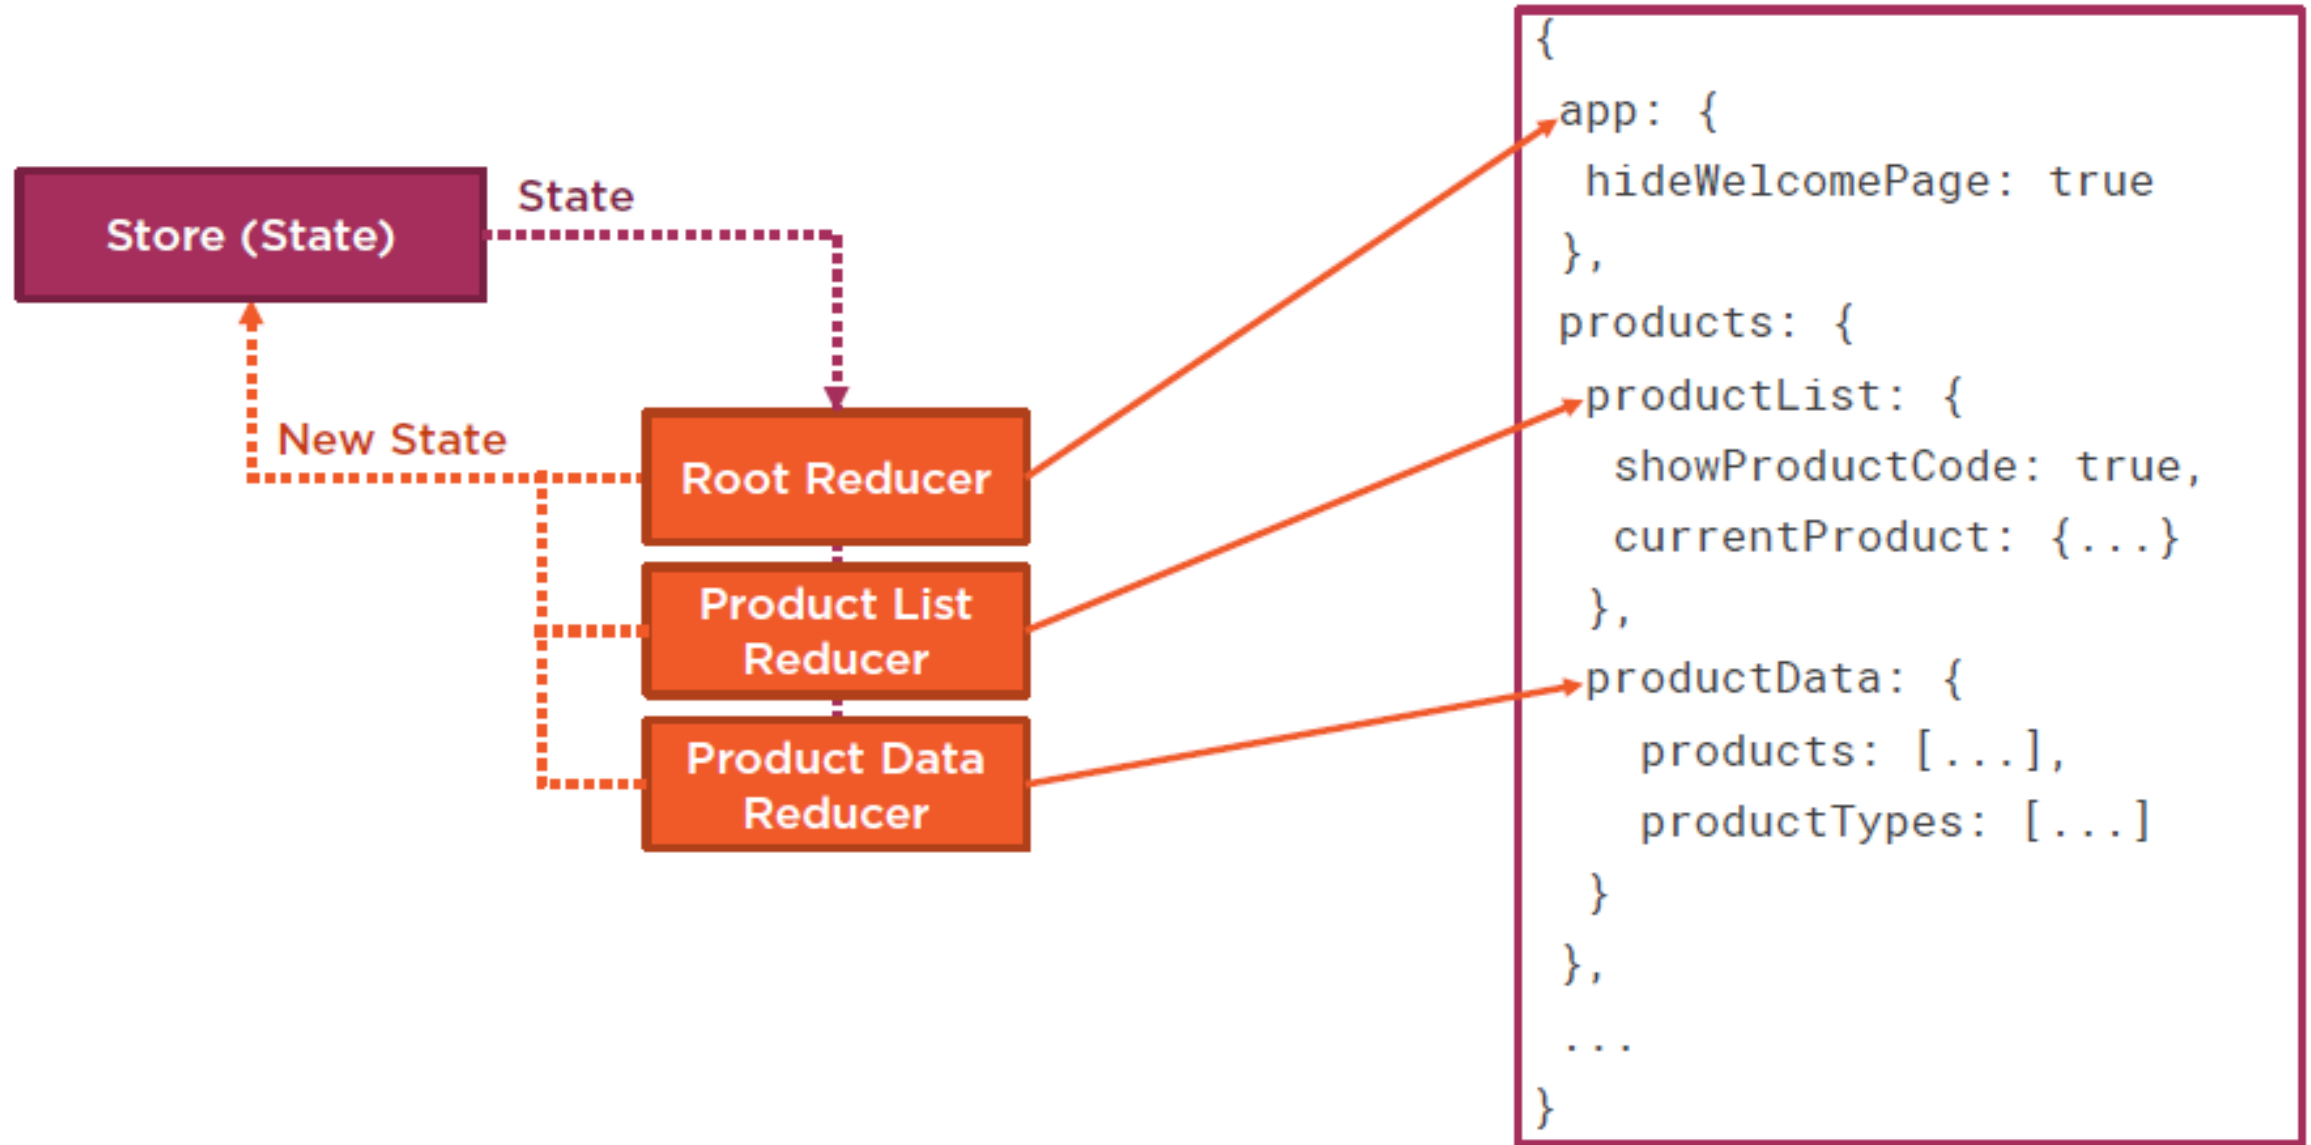 Store (State)
State
New State
Root Reducer
Product List
Reducer
Product Data
Reducer
{
app: {
hideWelcomePage: true
},
products: {
productList: {
showProductCode: true,
currentProduct: {...}
},
productData: {
products: [...],
productTypes: [...]
}
},
...
}